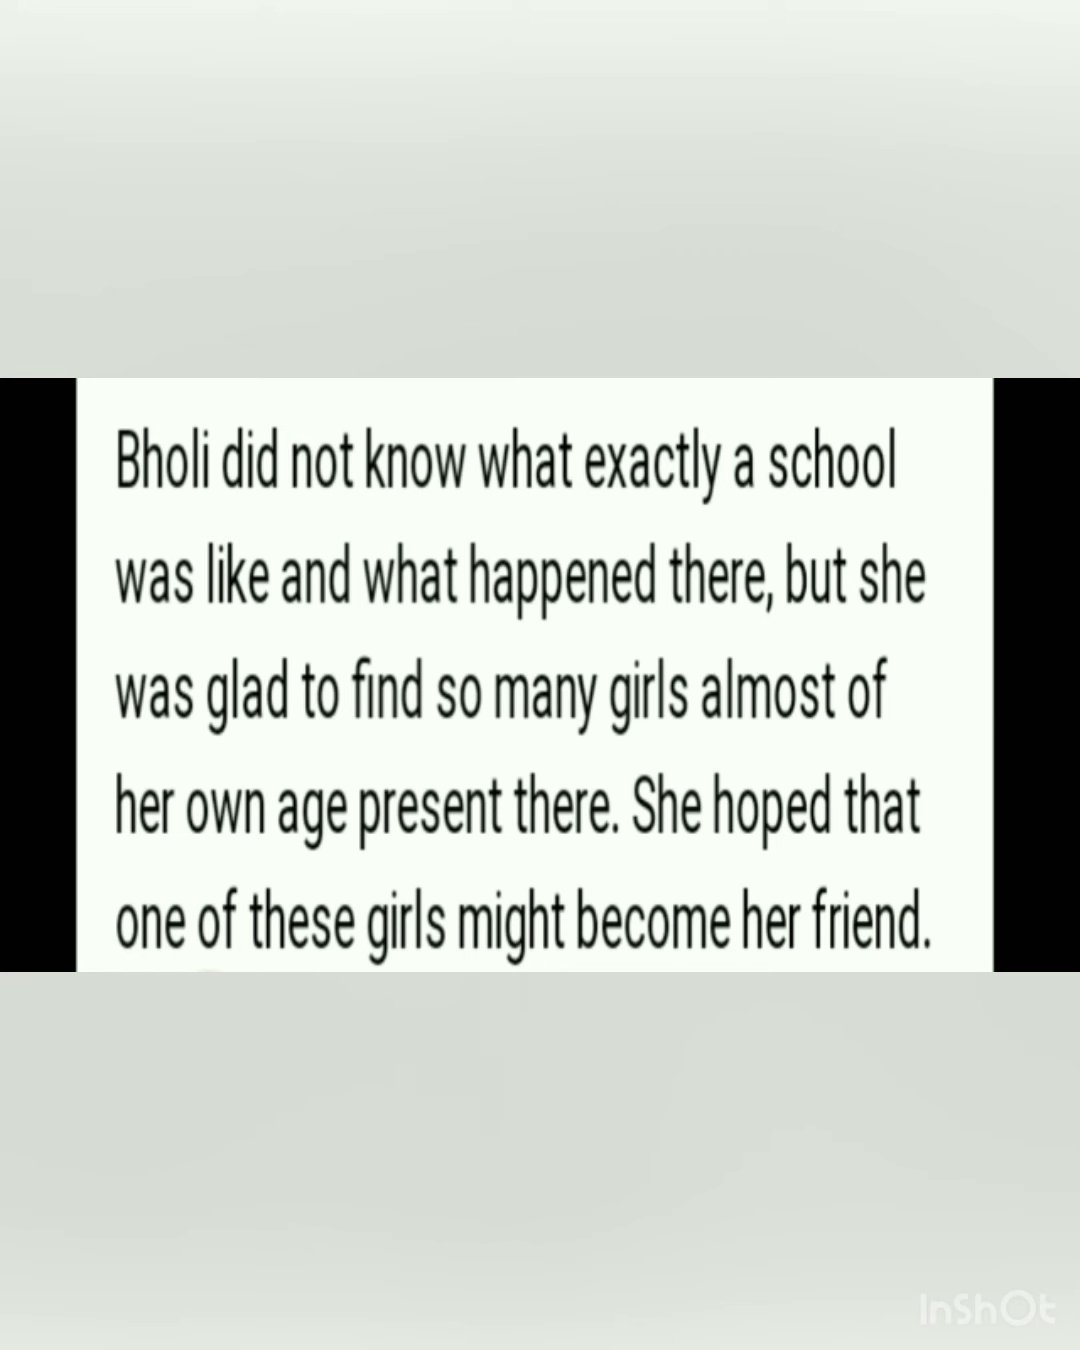 Bholi did not know what exactly a school
was like and what happened there, but she
was glad to find so many girls almost of
her own age present there. She hoped that
one of these girls might become her friend.
InShOt